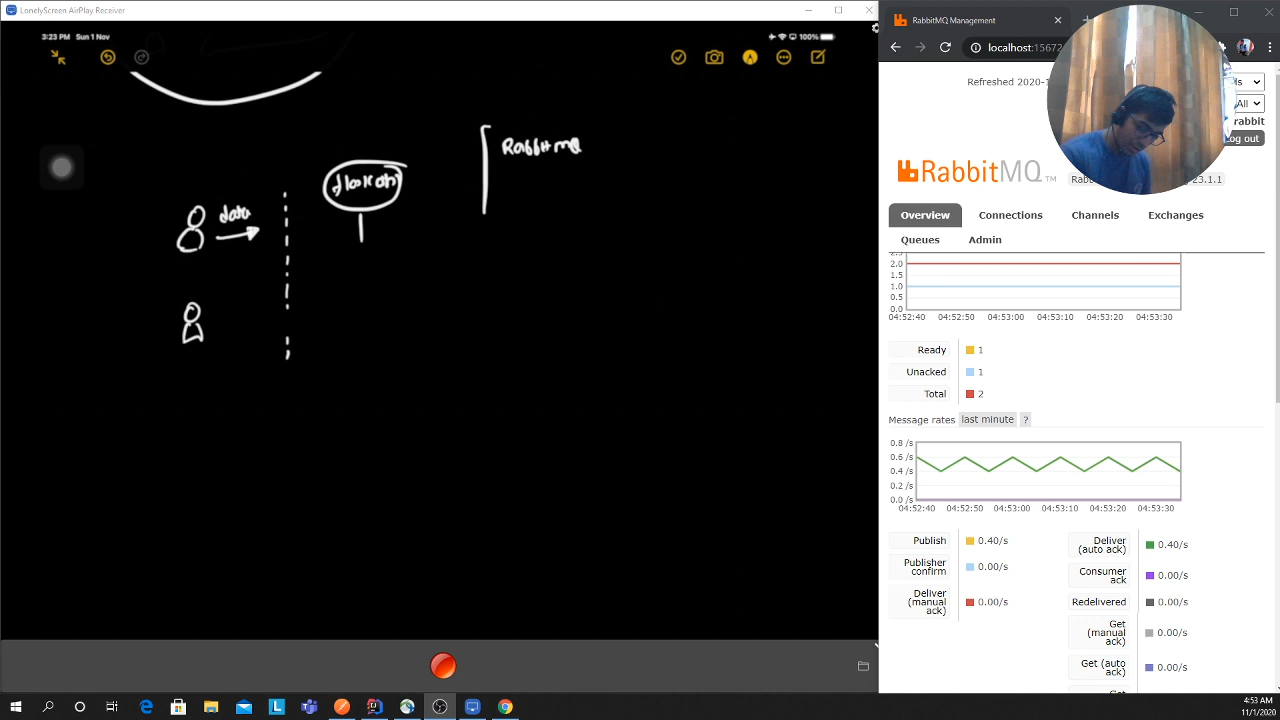 LonelyScreen AirPlay Receiver
3:23 PM Sun 1 Nov
100%
RabbitMQ
data
RabbitMQ Management
localhost:15672
Refreshed 2020-1
All
rabbit
Log out
RabbitMQ TM
23.1.1
Overview
Connections
Channels
Exchanges
Queues
Admin
2.0
1.5
1.0
0.5
0.0
04:52:40 04:52:50 04:53:00 04:53:10 04:53:20 04:53:30
Ready 1
Unacked 1
Total 2
Message rates last minute ?
0.8 /s
0.6 /s
0.4 /s
0.2 /s
0.0 /s
04:52:40 04:52:50 04:53:00 04:53:10 04:53:20 04:53:30
Publish 0.40/s
Publisher confirm 0.00/s
Deliver (manual ack) 0.00/s
Deliver (auto ack) 0.40/s
Consumer ack 0.00/s
Redelivered 0.00/s
Get (manual ack) 0.00/s
Get (auto ack) 0.00/s
Get
4:53 AM
11/1/2020